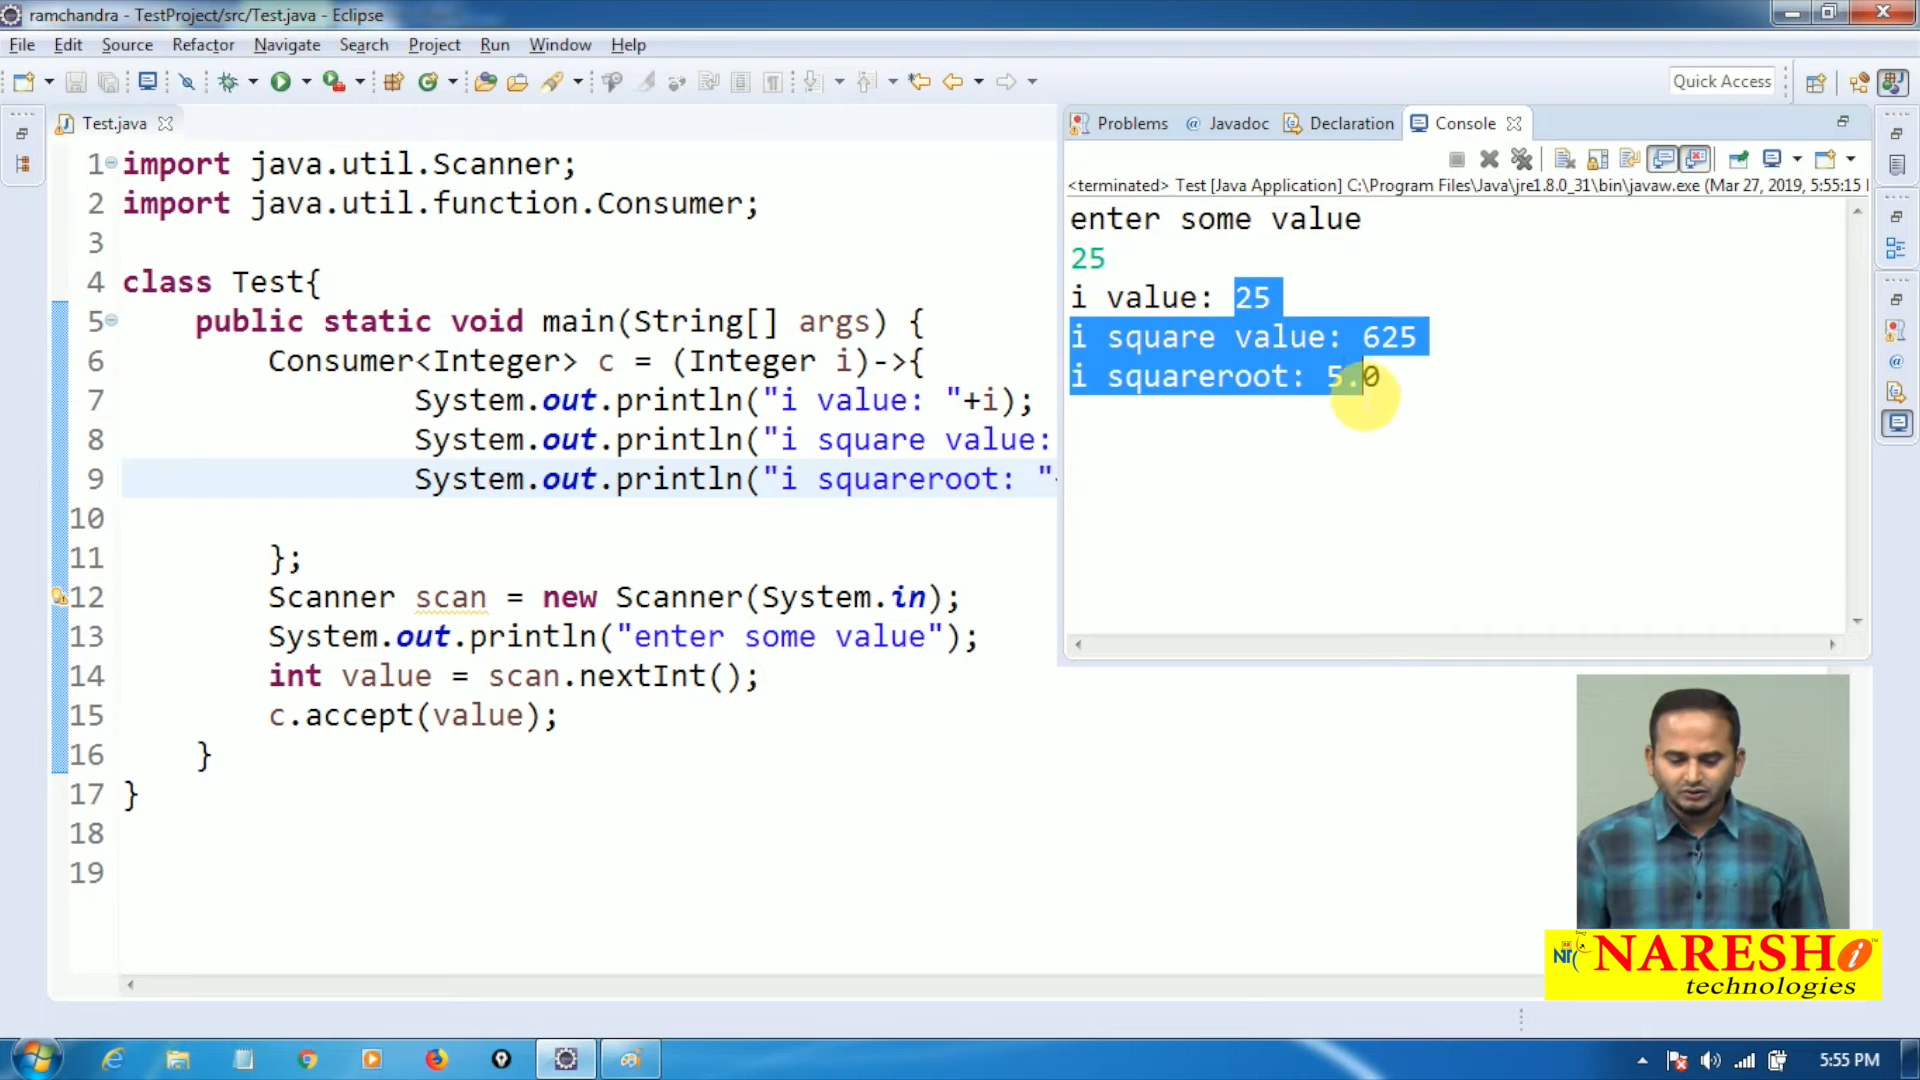 ramchandra - TestProject/src/Test.java - Eclipse
File Edit Source Refactor Navigate Search Project Run Window Help
Quick Access
Test.java
1 import java.util.Scanner;
2 import java.util.function.Consumer;
3
4 class Test{
5 public static void main(String[] args) {
6 Consumer<Integer> c = (Integer i)->{
7 System.out.println("i value: "+i);
8 System.out.println("i square value:
9 System.out.println("i squareroot: "
10
11 };
12 Scanner scan = new Scanner(System.in);
13 System.out.println("enter some value");
14 int value = scan.nextInt();
15 c.accept(value);
16 }
17 }
18
19
Problems @ Javadoc Declaration Console
<terminated> Test [Java Application] C:\Program Files\Java\jre1.8.0_31\bin\javaw.exe (Mar 27, 2019, 5:55:15
enter some value
25
i value: 25
i square value: 625
i squareroot: 5.0
NARESH i
technologies
5:55 PM